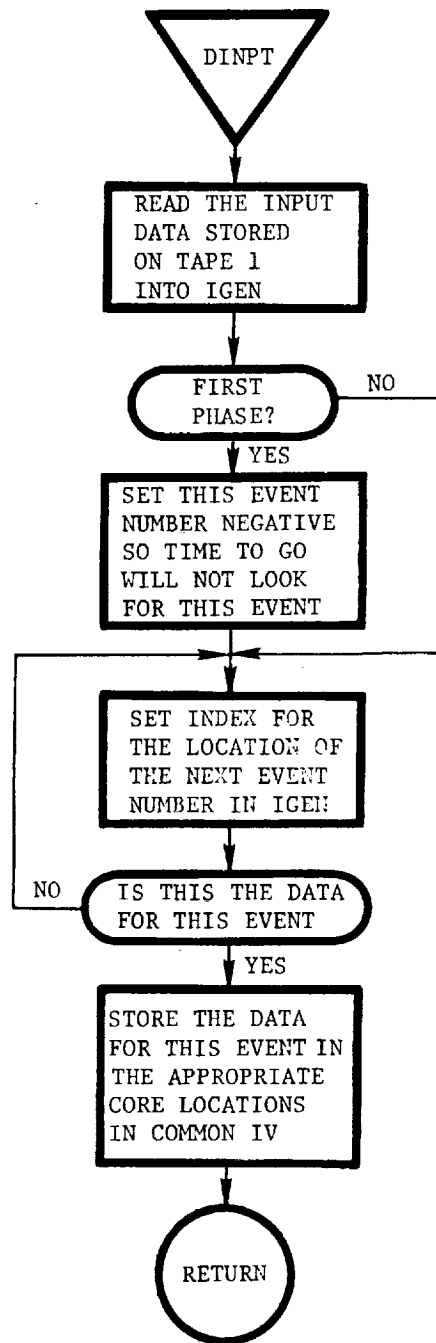 DINPT
READ THE INPUT
DATA STORED
ON TAPE 1
INTO IGEN
FIRST
PHASE?
NO
YES
SET THIS EVENT
NUMBER NEGATIVE
SO TIME TO GO
WILL NOT LOOK
FOR THIS EVENT
SET INDEX FOR
THE LOCATION OF
THE NEXT EVENT
NUMBER IN IGEN
NO
IS THIS THE DATA
FOR THIS EVENT
YES
STORE THE DATA
FOR THIS EVENT IN
THE APPROPRIATE
CORE LOCATIONS
IN COMMON IV
RETURN